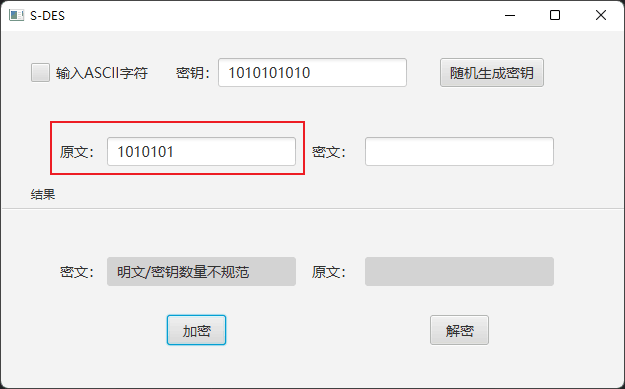 S-DES
输入ASCII字符 密钥： 1010101010 随机生成密钥
原文： 1010101 密文：
结果
密文： 明文/密钥数量不规范 原文：
加密 解密